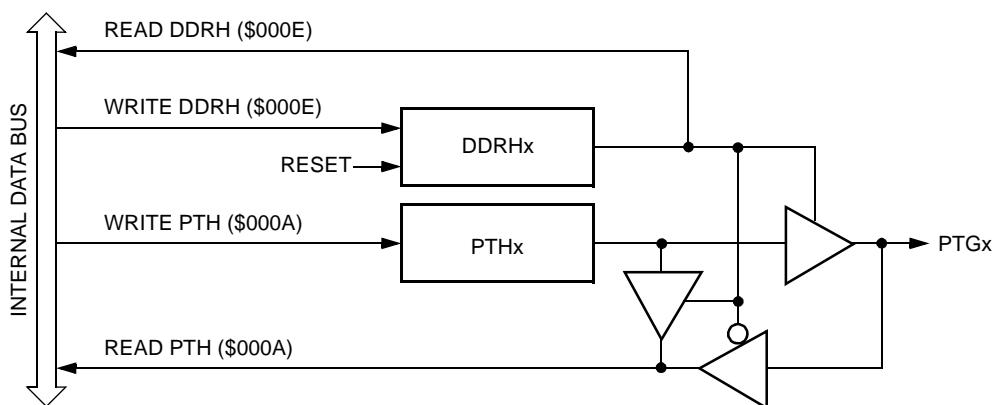 READ DDRH ($000E)
WRITE DDRH ($000E)
DDRHx
RESET
INTERNAL DATA BUS
WRITE PTH ($000A)
PTHx
PTGx
READ PTH ($000A)